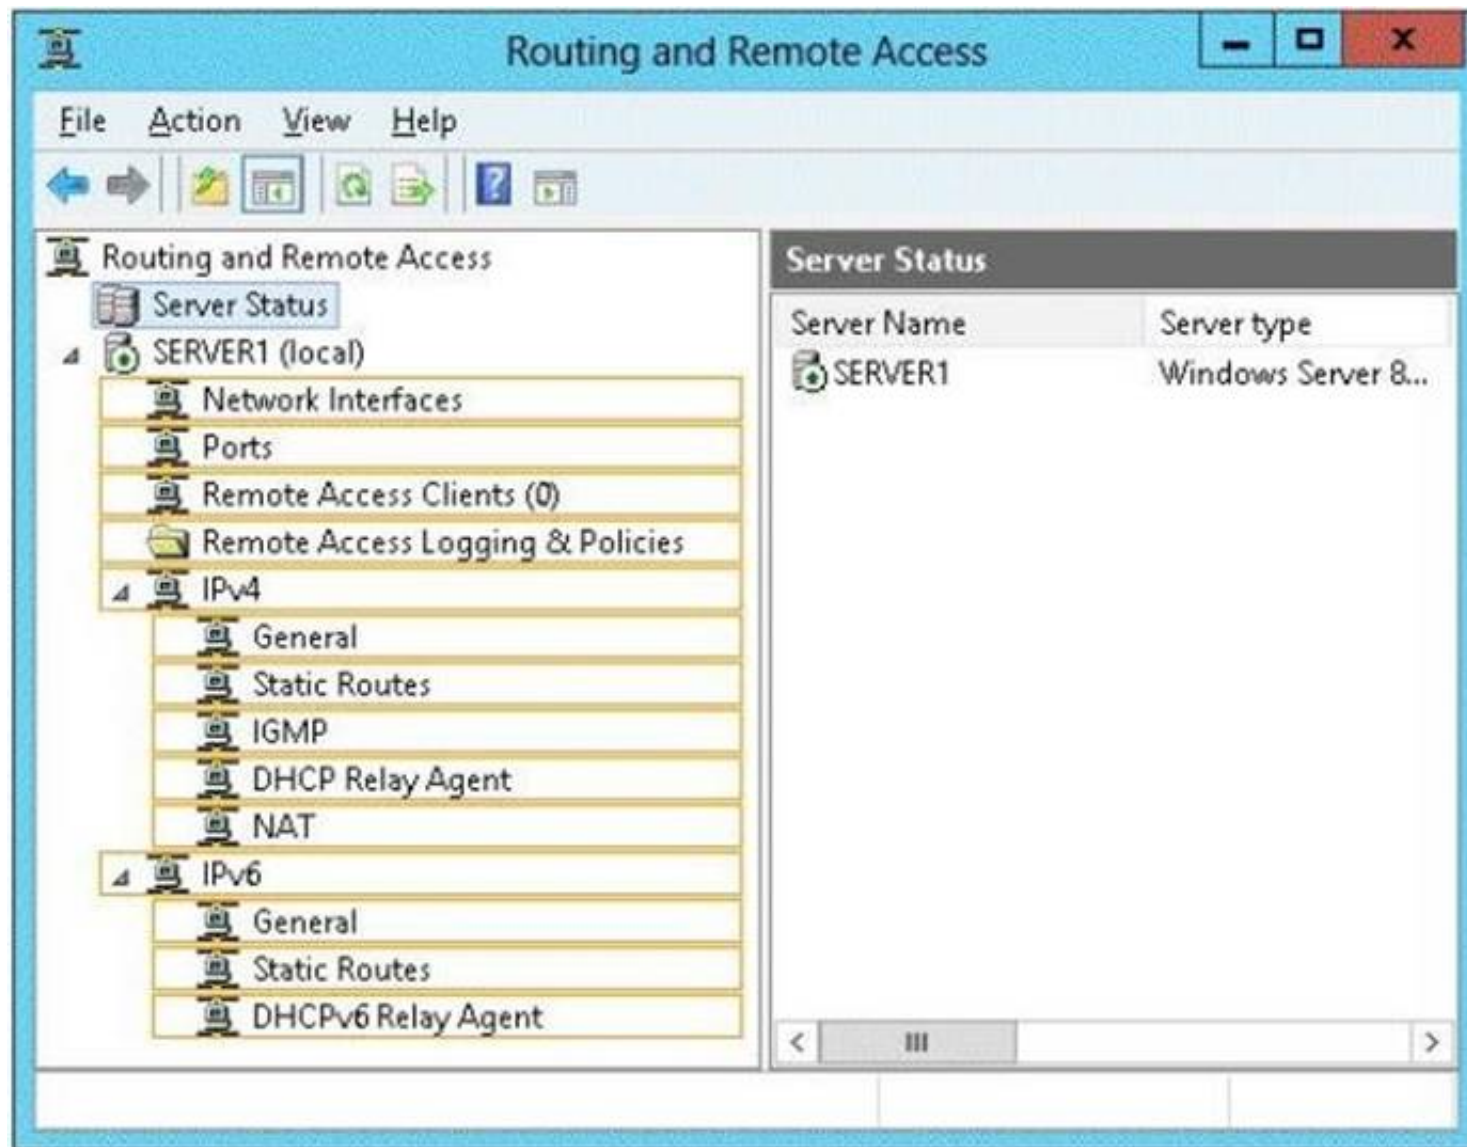 Routing and Remote Access
File Action View Help
Routing and Remote Access
Server Status
SERVER1 (local)
Network Interfaces
Ports
Remote Access Clients (0)
Remote Access Logging & Policies
IPv4
General
Static Routes
IGMP
DHCP Relay Agent
NAT
IPv6
General
Static Routes
DHCPv6 Relay Agent
Server Status
Server Name Server type
SERVER1 Windows Server 8...